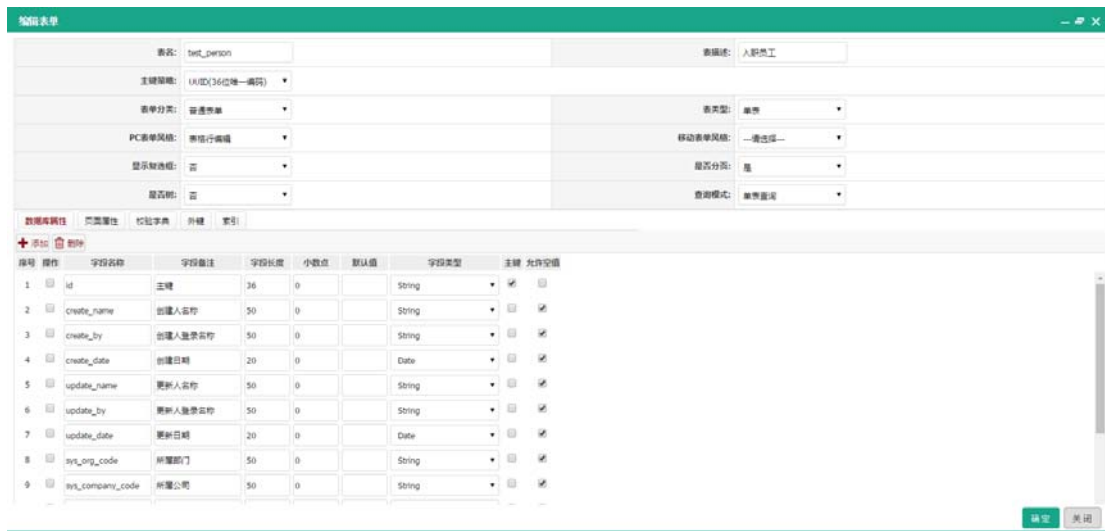 编辑表单
表名: test_person 表描述: 入职员工
主键策略: UUID(36位唯一编码)
表单分类: 普通表单 表类型: 单表
PC表单风格: 表格行编辑 移动表单风格: ---请选择---
显示复选框: 否 是否分页: 是
是否树: 否 查询模式: 单表查询
数据库属性 页面属性 校验字典 外键 索引
添加 删除
序号 操作 字段名称 字段备注 字段长度 小数点 默认值 字段类型 主键 允许空值
1 id 主键 36 0 String
2 create_name 创建人名称 50 0 String
3 create_by 创建人登录名称 50 0 String
4 create_date 创建日期 20 0 Date
5 update_name 更新人名称 50 0 String
6 update_by 更新人登录名称 50 0 String
7 update_date 更新日期 20 0 Date
8 sys_org_code 所属部门 50 0 String
9 sys_company_code 所属公司 50 0 String
确定 关闭